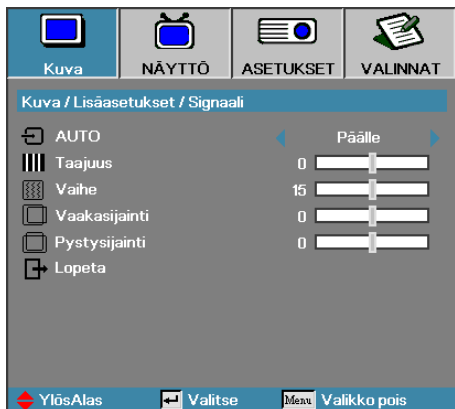 Kuva NÄYTTÖ ASETUKSET VALINNAT
Kuva / Lisäasetukset / Signaali
AUTO Päälle
Taajuus 0
Vaihe 15
Vaakasijainti 0
Pystysijainti 0
Lopeta
YlösAlas Valitse Menu Valikko pois